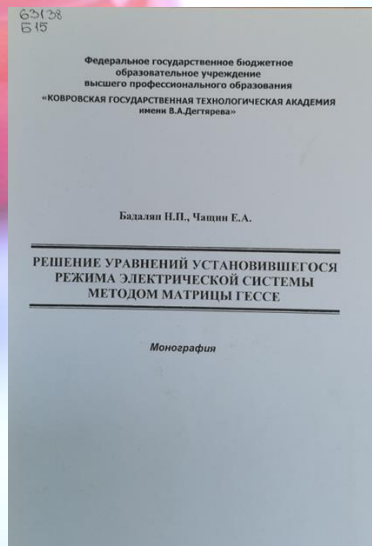 63138
Б15
Федеральное государственное бюджетное
образовательное учреждение
высшего профессионального образования
«КОВРОВСКАЯ ГОСУДАРСТВЕННАЯ ТЕХНОЛОГИЧЕСКАЯ АКАДЕМИЯ
имени В.А.Дегтярева»
Бадалян Н.П., Чащин Е.А.
РЕШЕНИЕ УРАВНЕНИЙ УСТАНОВИВШЕГОСЯ
РЕЖИМА ЭЛЕКТРИЧЕСКОЙ СИСТЕМЫ
МЕТОДОМ МАТРИЦЫ ГЕССЕ
Монография